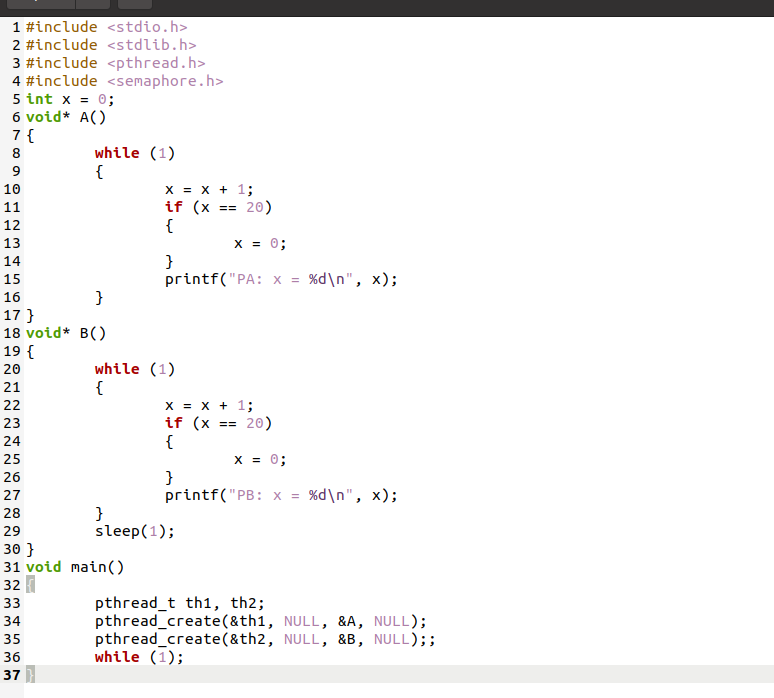 1 #include <stdio.h>
2 #include <stdlib.h>
3 #include <pthread.h>
4 #include <semaphore.h>
5 int x = 0;
6 void* A()
7 {
8         while (1)
9         {
10                 x = x + 1;
11                 if (x == 20)
12                 {
13                         x = 0;
14                 }
15                 printf("PA: x = %d\n", x);
16         }
17 }
18 void* B()
19 {
20         while (1)
21         {
22                 x = x + 1;
23                 if (x == 20)
24                 {
25                         x = 0;
26                 }
27                 printf("PB: x = %d\n", x);
28         }
29         sleep(1);
30 }
31 void main()
32 {
33         pthread_t th1, th2;
34         pthread_create(&th1, NULL, &A, NULL);
35         pthread_create(&th2, NULL, &B, NULL);;
36         while (1);
37 }